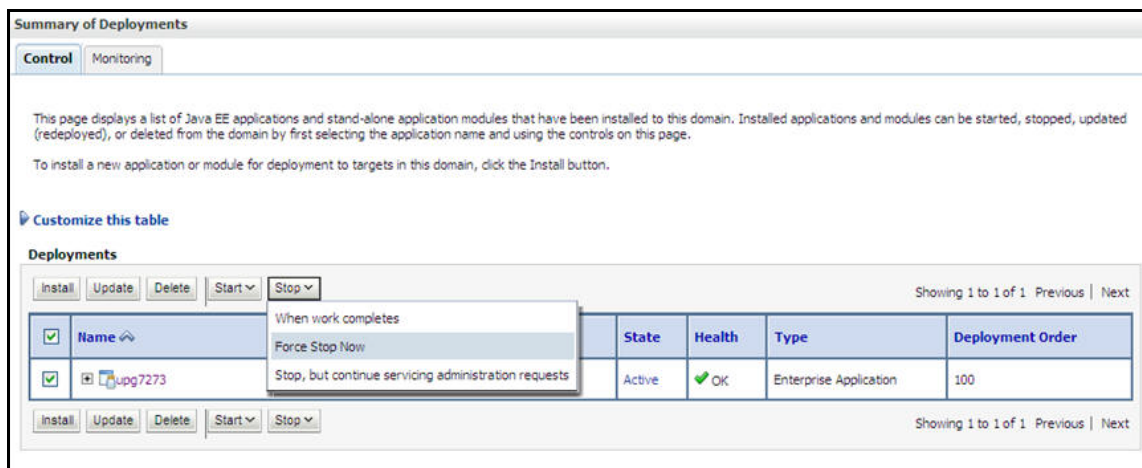 Summary of Deployments
Control Monitoring
This page displays a list of Java EE applications and stand-alone application modules that have been installed to this domain. Installed applications and modules can be started, stopped, updated
(redeployed), or deleted from the domain by first selecting the application name and using the controls on this page.
To install a new application or module for deployment to targets in this domain, click the Install button.
Customize this table
Deployments
Install Update Delete Start Stop Showing 1 to 1 of 1 Previous | Next
When work completes
Name State Health Type Deployment Order
Force Stop Now
upg7273 Active OK Enterprise Application 100
Stop, but continue servicing administration requests
Install Update Delete Start Stop Showing 1 to 1 of 1 Previous | Next